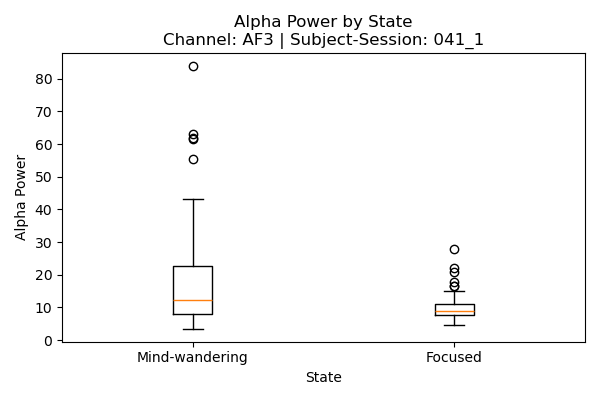 Alpha Power by State
Channel: AF3 | Subject-Session: 041_1
80
70
60
50
40
30
20
10
0
Alpha Power
Mind-wandering
Focused
State